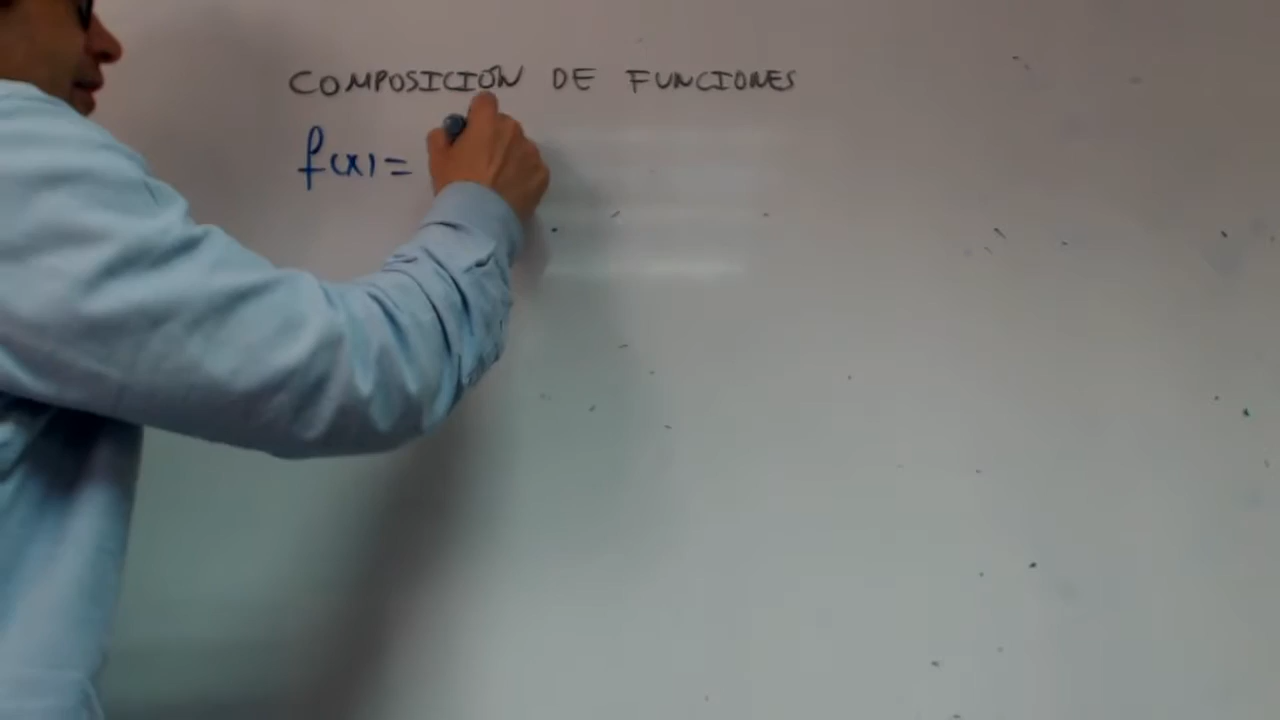 COMPOSICIÓN DE FUNCIONES
f(x) =